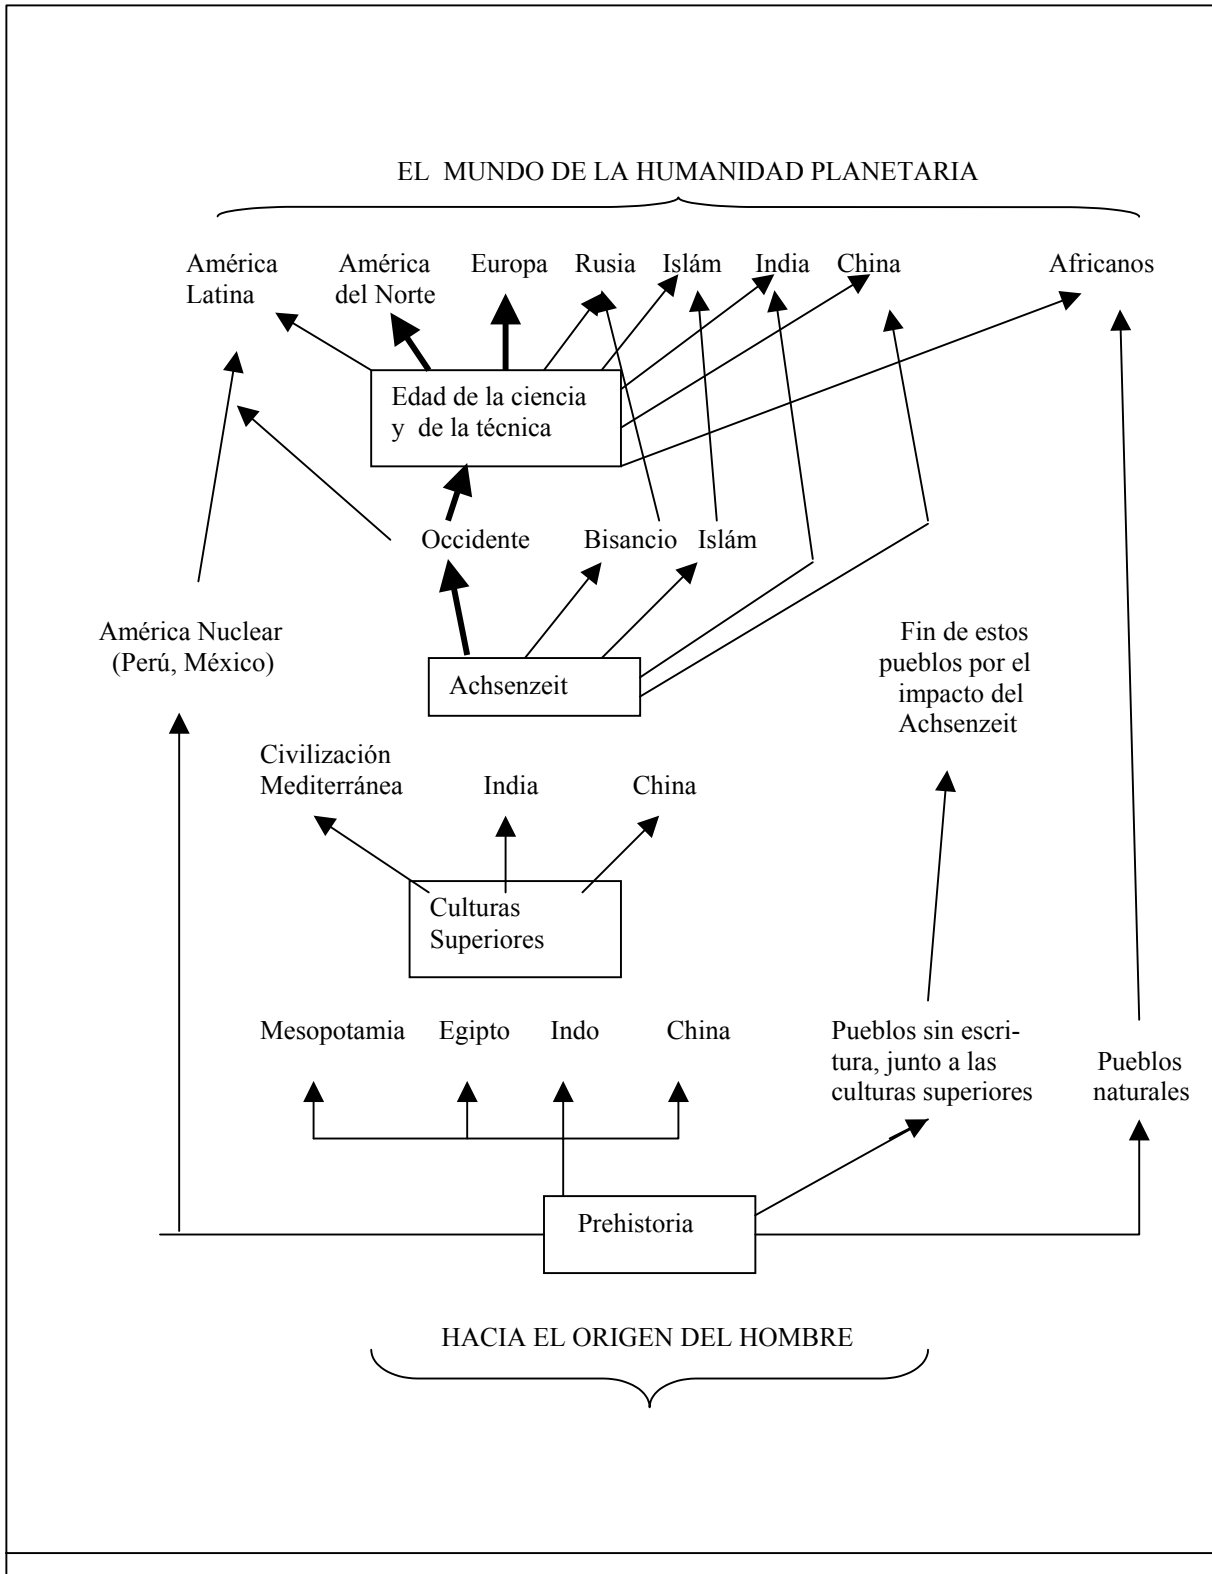 EL MUNDO DE LA HUMANIDAD PLANETARIA
América
Latina
América
del Norte
Europa
Rusia
Islám
India
China
Africanos
Edad de la ciencia
y de la técnica
Occidente
Bisancio
Islám
América Nuclear
(Perú, México)
Fin de estos
pueblos por el
impacto del
Achsenzeit
Achsenzeit
Civilización
Mediterránea
India
China
Culturas
Superiores
Mesopotamia
Egipto
Indo
China
Pueblos sin escri-
tura, junto a las
culturas superiores
Pueblos
naturales
Prehistoria
HACIA EL ORIGEN DEL HOMBRE